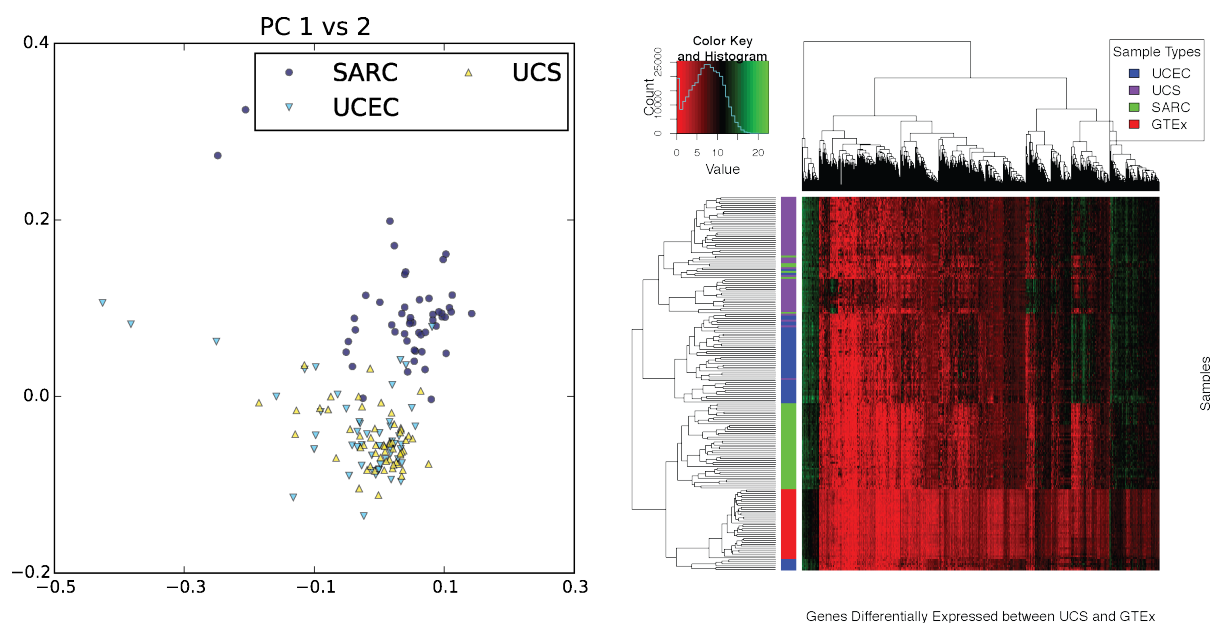 PC 1 vs 2
0.4
0.2
0.0
−0.2
−0.5
−0.3
−0.1
0.1
0.3
SARC
UCS
UCEC
Color Key
and Histogram
Count
0
10000
25000
0 5 10 20
Value
Sample Types
UCEC
UCS
SARC
GTEx
Samples
Genes Differentially Expressed between UCS and GTEx